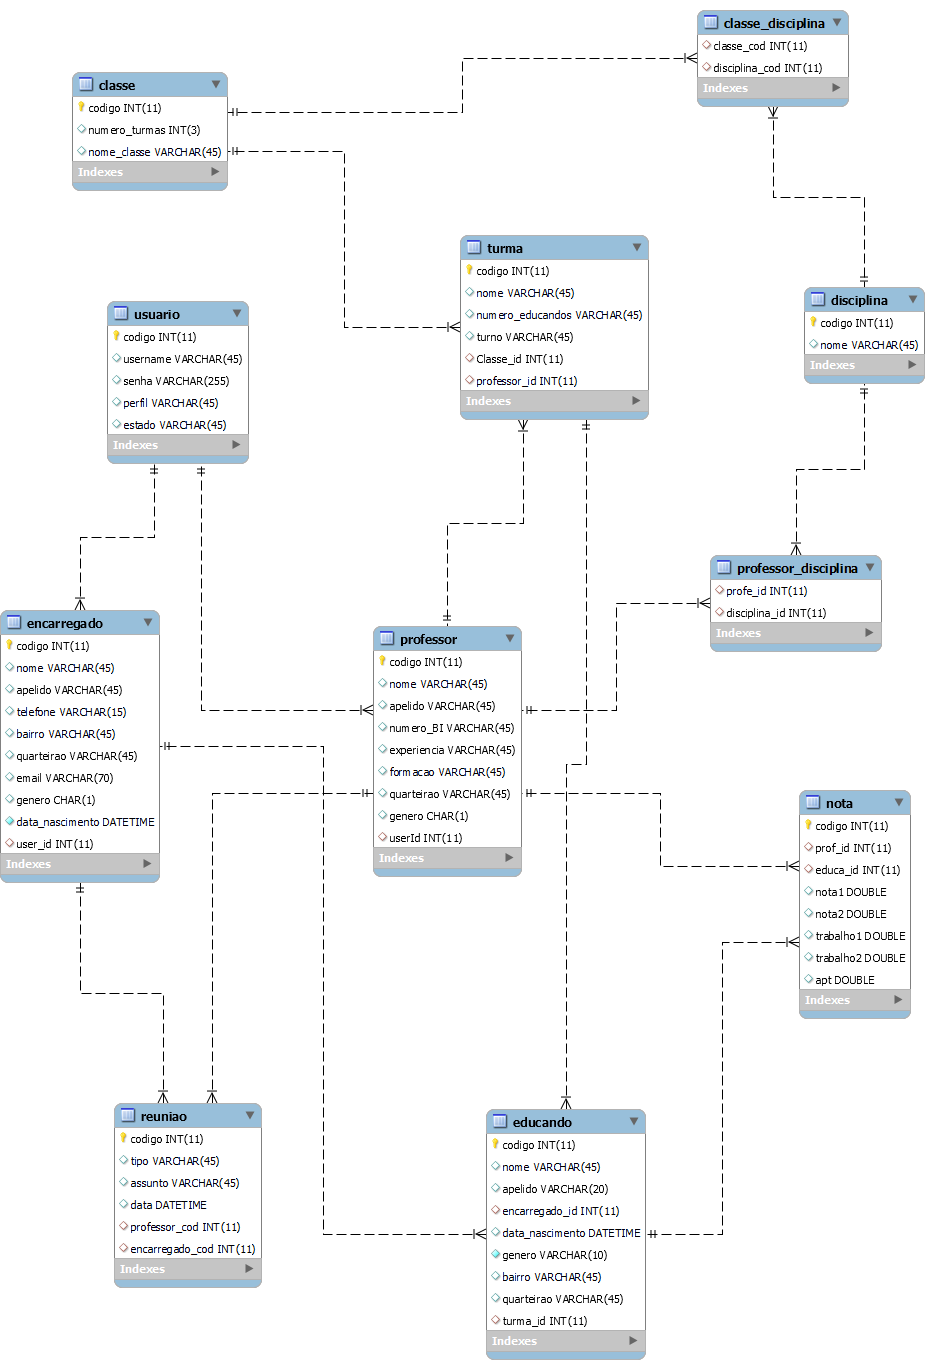 classe_disciplina
classe_cod INT(11)
disciplina_cod INT(11)
Indexes
classe
codigo INT(11)
numero_turmas INT(3)
nome_classe VARCHAR(45)
Indexes
turma
codigo INT(11)
nome VARCHAR(45)
numero_educandos VARCHAR(45)
turno VARCHAR(45)
Classe_id INT(11)
professor_id INT(11)
Indexes
disciplina
codigo INT(11)
nome VARCHAR(45)
Indexes
usuario
codigo INT(11)
username VARCHAR(45)
senha VARCHAR(255)
perfil VARCHAR(45)
estado VARCHAR(45)
Indexes
professor_disciplina
profe_id INT(11)
disciplina_id INT(11)
Indexes
encarregado
codigo INT(11)
nome VARCHAR(45)
apelido VARCHAR(45)
telefone VARCHAR(15)
bairro VARCHAR(45)
quarteirao VARCHAR(45)
email VARCHAR(70)
genero CHAR(1)
data_nascimento DATETIME
user_id INT(11)
Indexes
professor
codigo INT(11)
nome VARCHAR(45)
apelido VARCHAR(45)
numero_BI VARCHAR(45)
experiencia VARCHAR(45)
formacao VARCHAR(45)
quarteirao VARCHAR(45)
genero CHAR(1)
userId INT(11)
Indexes
nota
codigo INT(11)
prof_id INT(11)
educa_id INT(11)
nota1 DOUBLE
nota2 DOUBLE
trabalho1 DOUBLE
trabalho2 DOUBLE
apt DOUBLE
Indexes
reuniao
codigo INT(11)
tipo VARCHAR(45)
assunto VARCHAR(45)
data DATETIME
professor_cod INT(11)
encarregado_cod INT(11)
Indexes
educando
codigo INT(11)
nome VARCHAR(45)
apelido VARCHAR(20)
encarregado_id INT(11)
data_nascimento DATETIME
genero VARCHAR(10)
bairro VARCHAR(45)
quarteirao VARCHAR(45)
turma_id INT(11)
Indexes